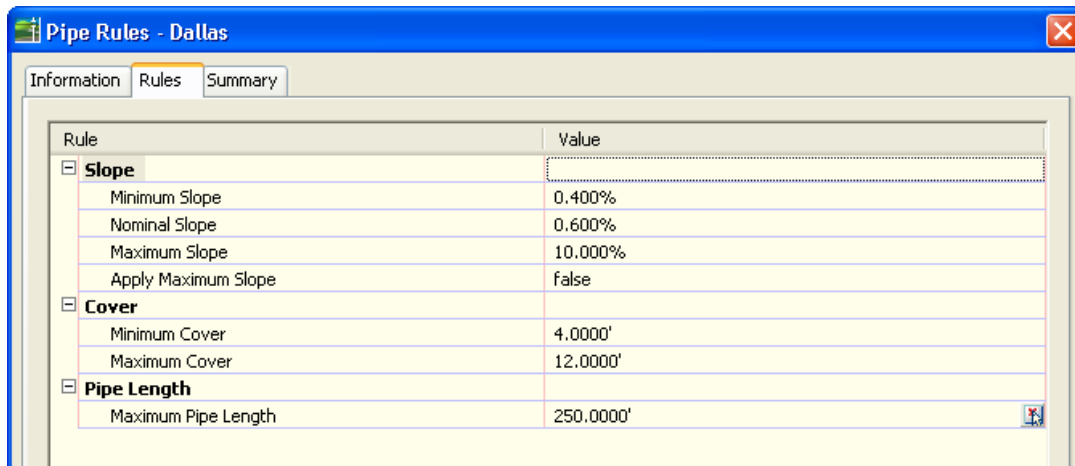 Pipe Rules - Dallas
Information Rules Summary
Rule Value
Slope
Minimum Slope 0.400%
Nominal Slope 0.600%
Maximum Slope 10.000%
Apply Maximum Slope false
Cover
Minimum Cover 4.0000'
Maximum Cover 12.0000'
Pipe Length
Maximum Pipe Length 250.0000'